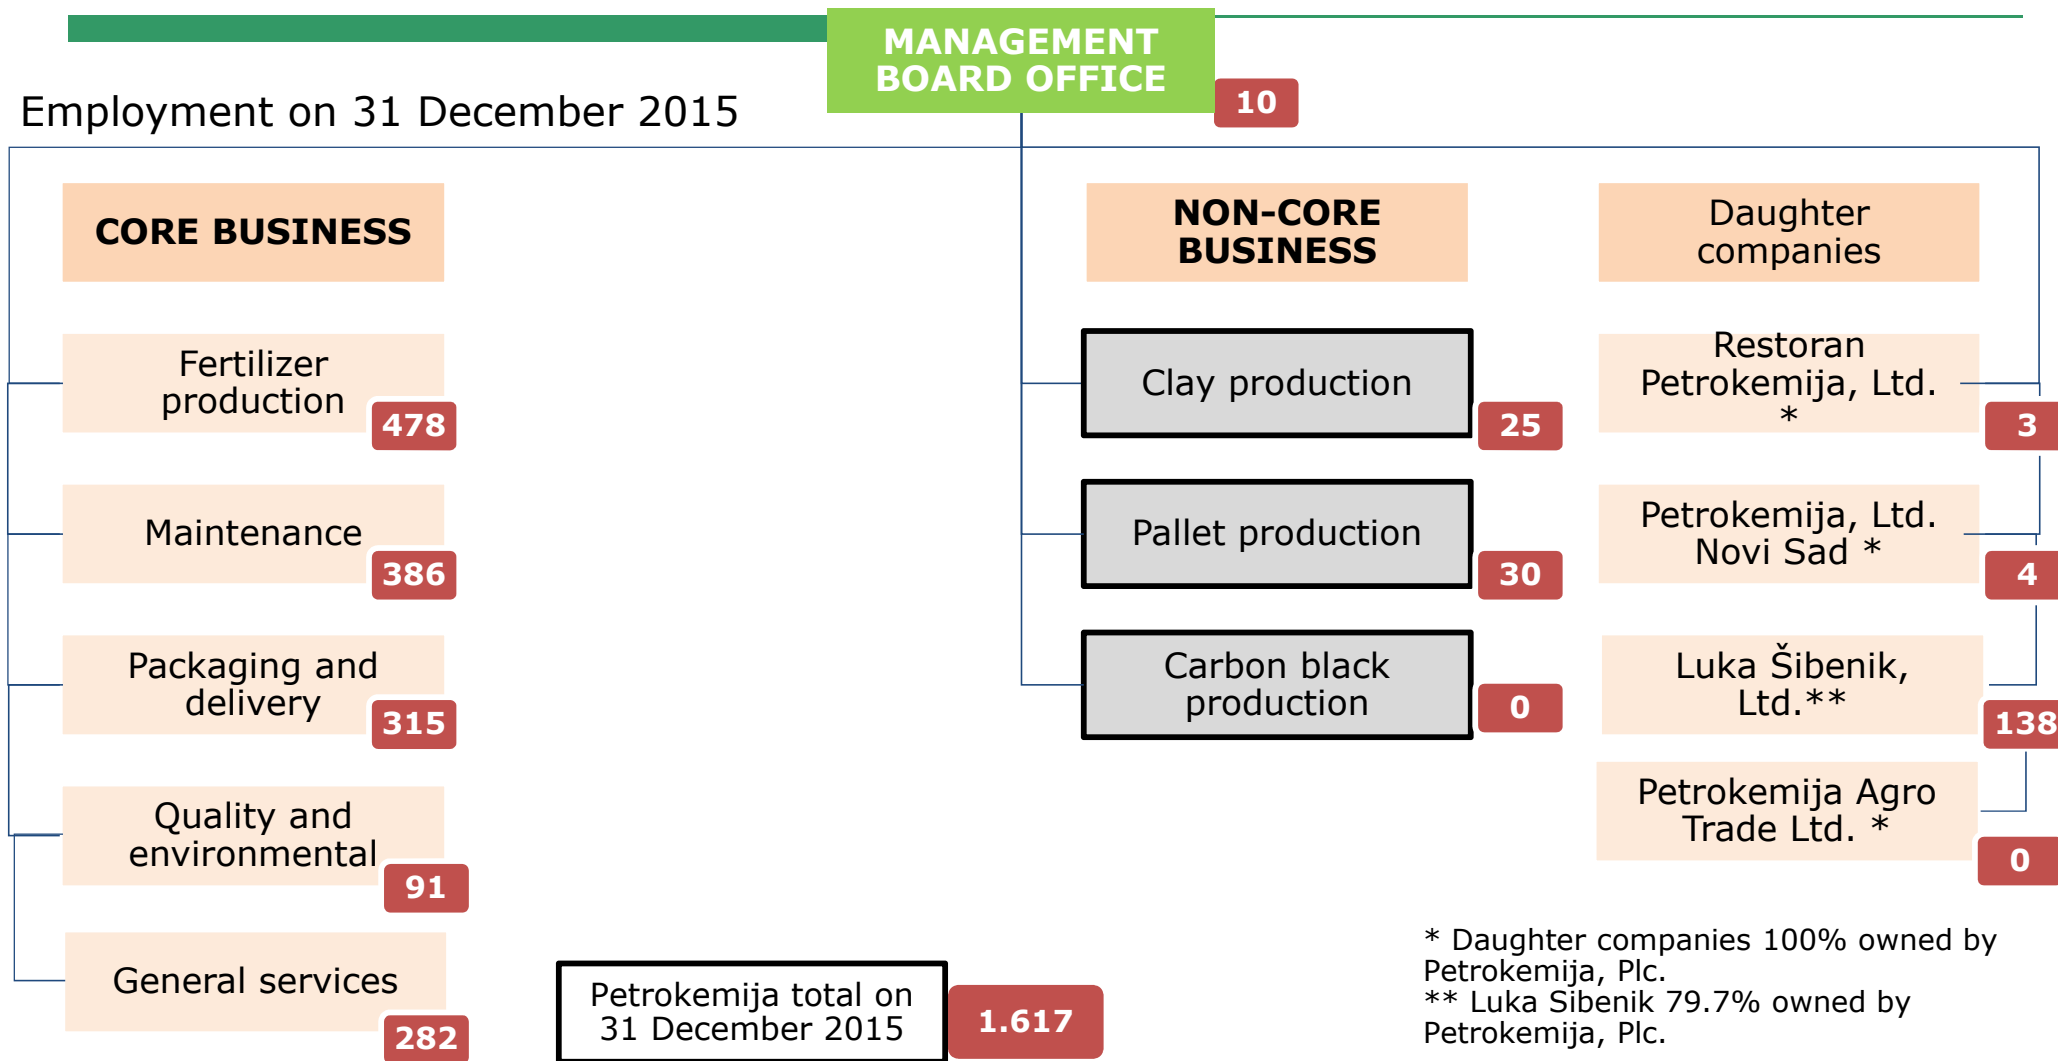 MANAGEMENT
BOARD OFFICE
10
Employment on 31 December 2015
CORE BUSINESS
Fertilizer
production
478
Maintenance
386
Packaging and
delivery
315
Quality and
environmental
91
General services
282
NON-CORE
BUSINESS
Clay production
25
Pallet production
30
Carbon black
production
0
Daughter
companies
Restoran
Petrokemija, Ltd.
*
3
Petrokemija, Ltd.
Novi Sad *
4
Luka Šibenik,
Ltd.**
138
Petrokemija Agro
Trade Ltd. *
0
Petrokemija total on
31 December 2015
1.617
* Daughter companies 100% owned by
Petrokemija, Plc.
** Luka Sibenik 79.7% owned by
Petrokemija, Plc.